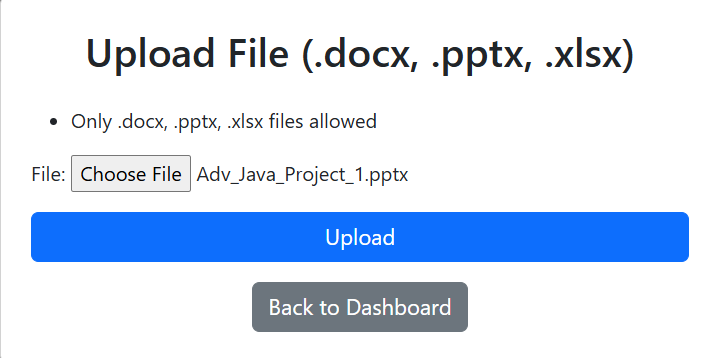 Upload File (.docx, .pptx, .xlsx)
• Only .docx, .pptx, .xlsx files allowed
File: Choose File Adv_Java_Project_1.pptx
Upload
Back to Dashboard